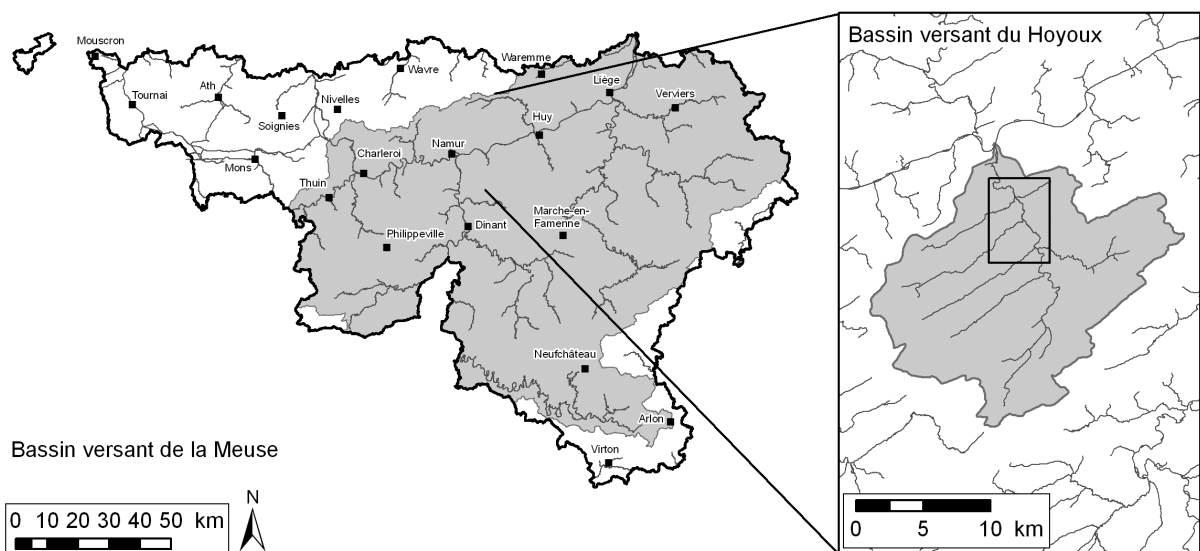 Mouscron
Tournai
Ath
Soignies
Mons
Nivelles
Wavre
Waremme
Liège
Verviers
Huy
Namur
Charleroi
Thuin
Philippeville
Dinant
Marche-en-
Famenne
Neufchâteau
Arlon
Virton
Bassin versant de la Meuse
0 10 20 30 40 50 km
N
Bassin versant du Hoyoux
0 5 10 km